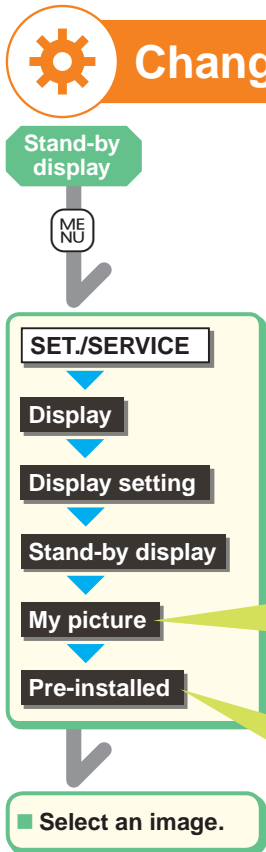 Chang
Stand-by
display
ME
NU
SET./SERVICE
Display
Display setting
Stand-by display
My picture
Pre-installed
Select an image.